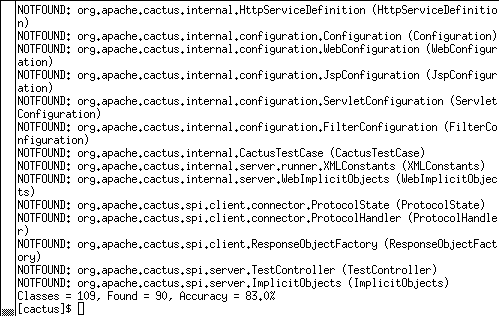 NOTFOUND: org.apache.cactus.internal.HttpServiceDefinition (HttpServiceDefinitio
n)
NOTFOUND: org.apache.cactus.internal.configuration.Configuration (Configuration)
NOTFOUND: org.apache.cactus.internal.configuration.WebConfiguration (WebConfigur
ation)
NOTFOUND: org.apache.cactus.internal.configuration.JspConfiguration (JspConfigur
ation)
NOTFOUND: org.apache.cactus.internal.configuration.ServletConfiguration (Servlet
Configuration)
NOTFOUND: org.apache.cactus.internal.configuration.FilterConfiguration (FilterCo
nfiguration)
NOTFOUND: org.apache.cactus.internal.CactusTestCase (CactusTestCase)
NOTFOUND: org.apache.cactus.internal.server.runner.XMLConstants (XMLConstants)
NOTFOUND: org.apache.cactus.internal.server.WebImplicitObjects (WebImplicitObjec
ts)
NOTFOUND: org.apache.cactus.spi.client.connector.ProtocolState (ProtocolState)
NOTFOUND: org.apache.cactus.spi.client.connector.ProtocolHandler (ProtocolHandle
r)
NOTFOUND: org.apache.cactus.spi.client.ResponseObjectFactory (ResponseObjectFact
ory)
NOTFOUND: org.apache.cactus.spi.server.TestController (TestController)
NOTFOUND: org.apache.cactus.spi.server.ImplicitObjects (ImplicitObjects)
Classes = 109, Found = 90, Accuracy = 83.0%
[cactus]$